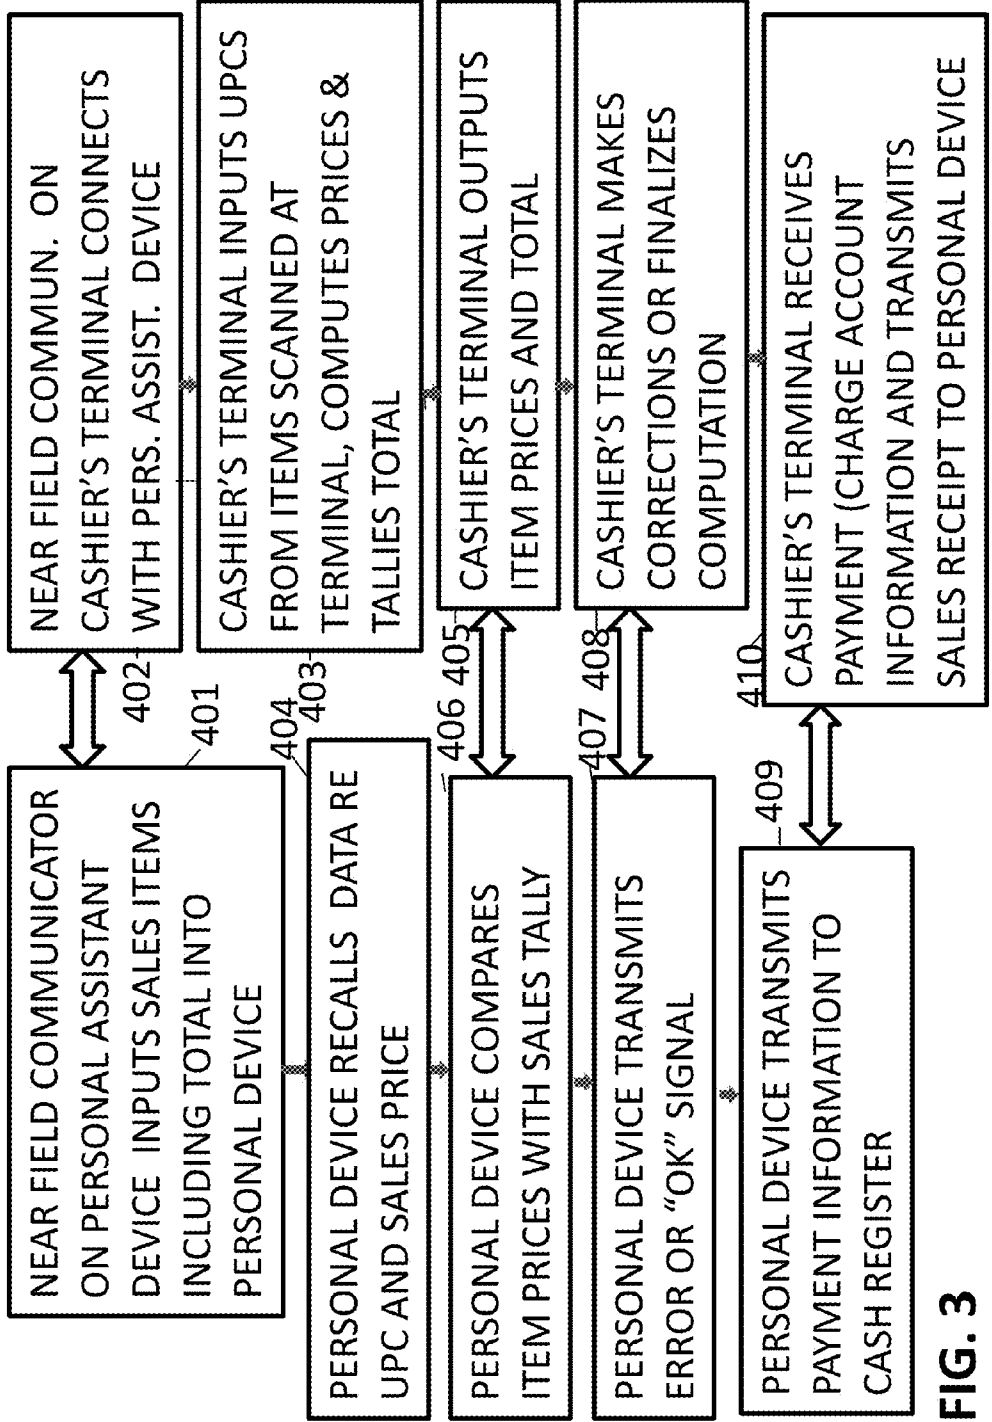 NEAR FIELD COMMUNICATOR
ON PERSONAL ASSISTANT
DEVICE INPUTS SALES ITEMS
INCLUDING TOTAL INTO
PERSONAL DEVICE
401
NEAR FIELD COMMUN. ON
CASHIER'S TERMINAL CONNECTS
WITH PERS. ASSIST. DEVICE
402
CASHIER'S TERMINAL INPUTS UPCS
FROM ITEMS SCANNED AT
TERMINAL, COMPUTES PRICES &
TALLIES TOTAL
403
404
PERSONAL DEVICE RECALLS DATA RE
UPC AND SALES PRICE
CASHIER'S TERMINAL OUTPUTS
ITEM PRICES AND TOTAL
405
406
PERSONAL DEVICE COMPARES
ITEM PRICES WITH SALES TALLY
407
PERSONAL DEVICE TRANSMITS
ERROR OR “OK” SIGNAL
CASHIER'S TERMINAL MAKES
CORRECTIONS OR FINALIZES
COMPUTATION
408
409
PERSONAL DEVICE TRANSMITS
PAYMENT INFORMATION TO
CASH REGISTER
410
CASHIER'S TERMINAL RECEIVES
PAYMENT (CHARGE ACCOUNT
INFORMATION AND TRANSMITS
SALES RECEIPT TO PERSONAL DEVICE
FIG. 3